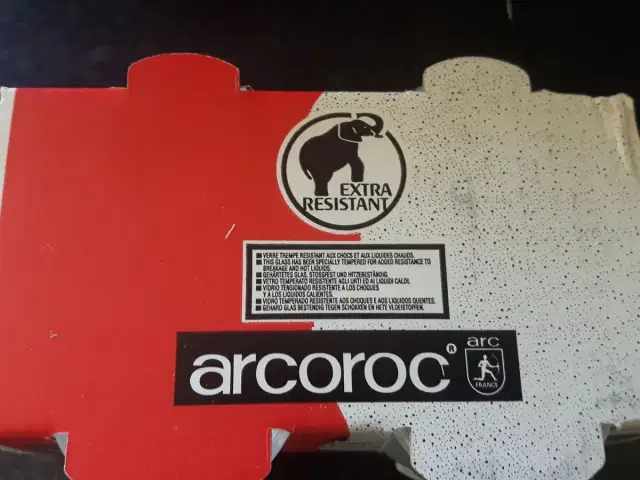 EXTRA
RESISTANT
■ VERRE TREMPE RESISTANT AUX CHOCS ET AUX LIQUIDES CHAUDS.
■ THIS GLASS HAS BEEN SPECIALLY TEMPERED FOR ADDED RESISTANCE TO
BREAKAGE AND HOT LIQUIDS.
■ GEHÄRTETES GLAS, STOSSFEST UND HITZEBESTÄNDIG.
■ VETRO TEMPERATO RESISTENTE AGLI URTI ED AI LIQUIDI CALDI.
■ VIDRIO TENSIONADO RESISTENTE A LOS CHOQUES
Y A LOS LIQUIDOS CALIENTES.
■ VIDRO TEMPERADO RESISTENTE AOS CHOQUES E AOS LIQUIDOS QUENTES.
■ GEHARD GLAS BESTENDIG TEGEN SCHOKKEN EN HETE VLOEISTOFFEN.
arcoroc®
arc
FRANCE